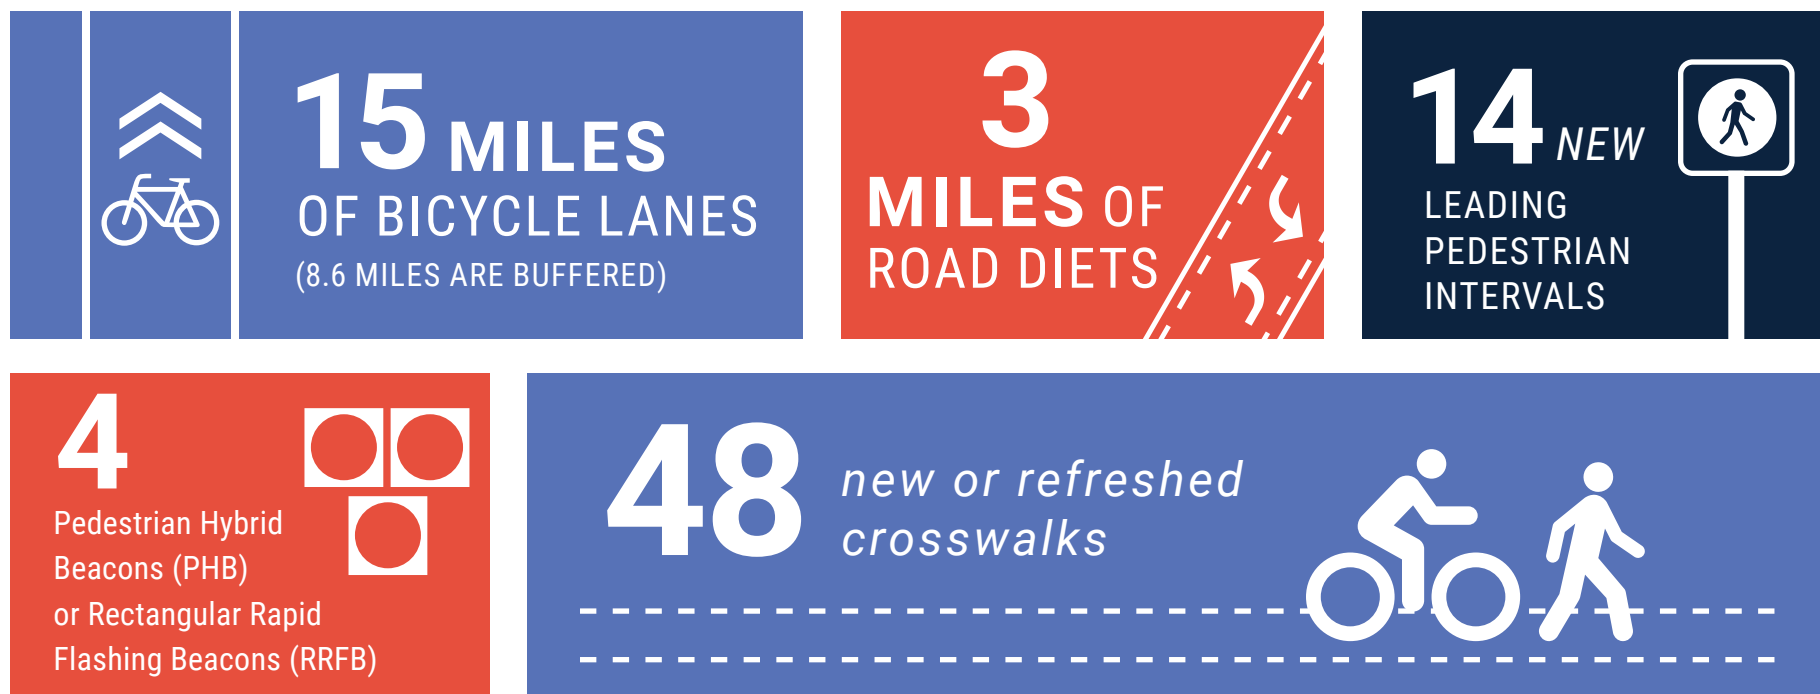 15 MILES
OF BICYCLE LANES
(8.6 MILES ARE BUFFERED)
3
MILES OF
ROAD DIETS
14 NEW
LEADING
PEDESTRIAN
INTERVALS
4
Pedestrian Hybrid
Beacons (PHB)
or Rectangular Rapid
Flashing Beacons (RRFB)
48 new or refreshed
crosswalks